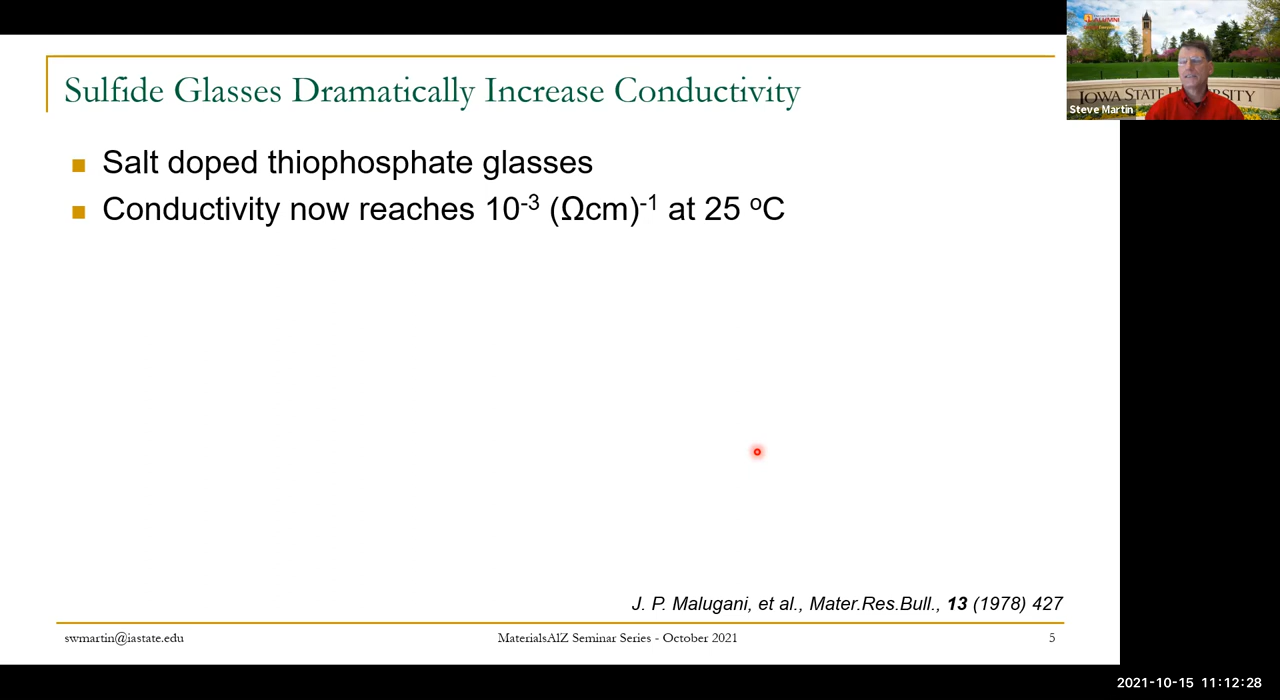 Sulfide Glasses Dramatically Increase Conductivity
Salt doped thiophosphate glasses
Conductivity now reaches 10-3 (Ωcm)-1 at 25 oC
J. P. Malugani, et al., Mater.Res.Bull., 13 (1978) 427
swmartin@iastate.edu
MaterialsAlZ Seminar Series - October 2021
5
ALUMNI
IOWA STATE UNIVERSITY
Steve Martin
2021-10-15 11:12:28